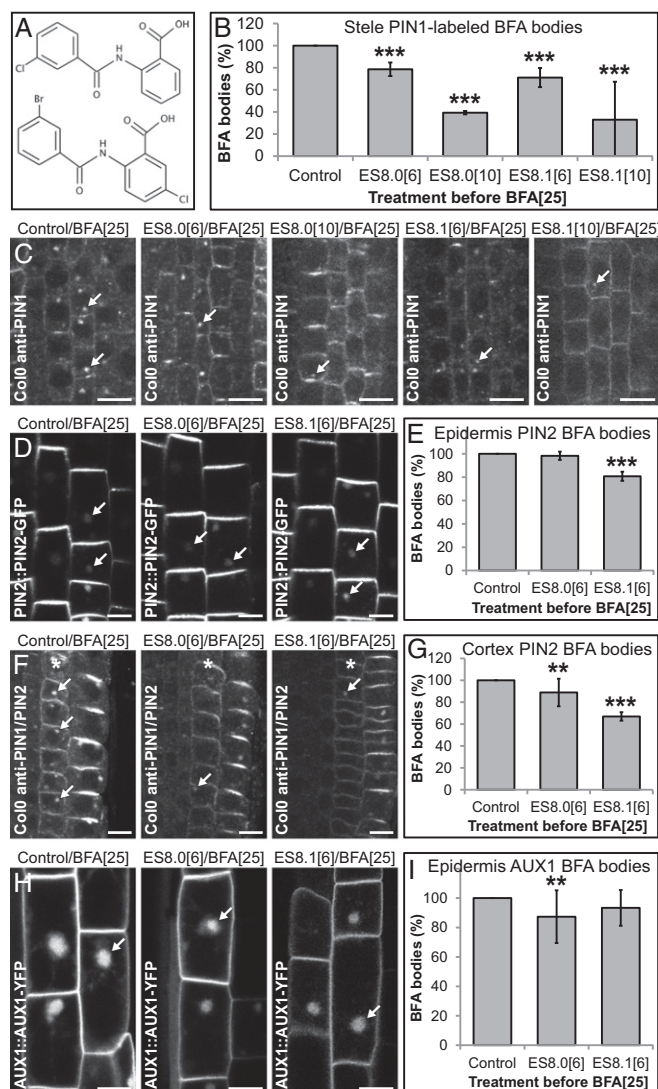 A
OH
O
H
N
Cl
O
Br
O
OH
H
N
O
Cl
B
Stele PIN1-labeled BFA bodies
BFA bodies (%)
120
100
80
60
40
20
0
***
***
***
***
Control ES8.0[6] ES8.0[10] ES8.1[6] ES8.1[10]
Treatment before BFA[25]
C
Control/BFA[25] ES8.0[6]/BFA[25] ES8.0[10]/BFA[25] ES8.1[6]/BFA[25] ES8.1[10]/BFA[25]
Col0 anti-PIN1 Col0 anti-PIN1 Col0 anti-PIN1 Col0 anti-PIN1 Col0 anti-PIN1
D
Control/BFA[25] ES8.0[6]/BFA[25] ES8.1[6]/BFA[25]
PIN2::PIN2-GFP PIN2::PIN2-GFP PIN2::PIN2-GFP
E
Epidermis PIN2 BFA bodies
BFA bodies (%)
100
80
60
40
20
0
***
Control ES8.0[6] ES8.1[6]
Treatment before BFA[25]
F
Control/BFA[25] ES8.0[6]/BFA[25] ES8.1[6]/BFA[25]
* * *
Col0 anti-PIN1/PIN2 Col0 anti-PIN1/PIN2 Col0 anti-PIN1/PIN2
G
Cortex PIN2 BFA bodies
BFA bodies (%)
120
100
80
60
40
20
0
**
***
Control ES8.0[6] ES8.1[6]
Treatment before BFA[25]
H
Control/BFA[25] ES8.0[6]/BFA[25] ES8.1[6]/BFA[25]
AUX1::AUX1-YFP AUX1::AUX1-YFP AUX1::AUX1-YFP
I
Epidermis AUX1 BFA bodies
BFA bodies (%)
100
80
60
40
20
0
**
Control ES8.0[6] ES8.1[6]
Treatment before BFA[25]